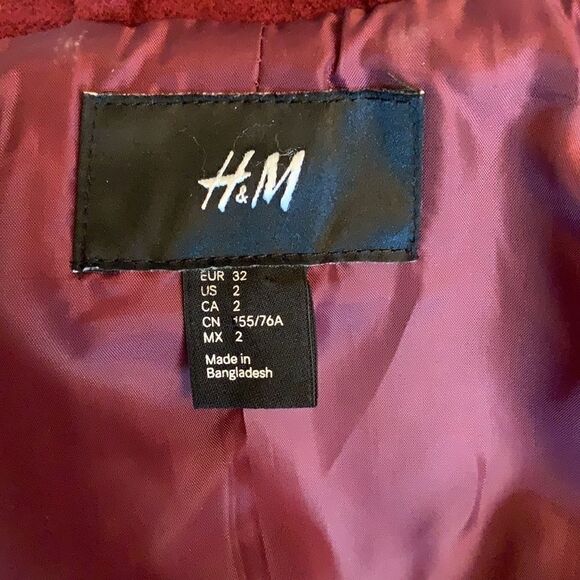 H&M
EUR 32
US 2
CA 2
CN 155/76A
MX 2
Made in
Bangladesh